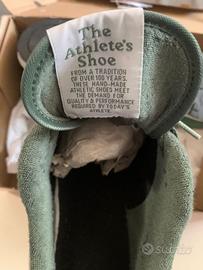 The
Athlete's
Shoe
FROM A TRADITION
OF OVER 100 YEARS.
THESE HAND-MADE
ATHLETIC SHOES MEET
THE DEMAND FOR
QUALITY & PERFORMANCE
REQUIRED BY TODAY'S
ATHLETE.
subito.it